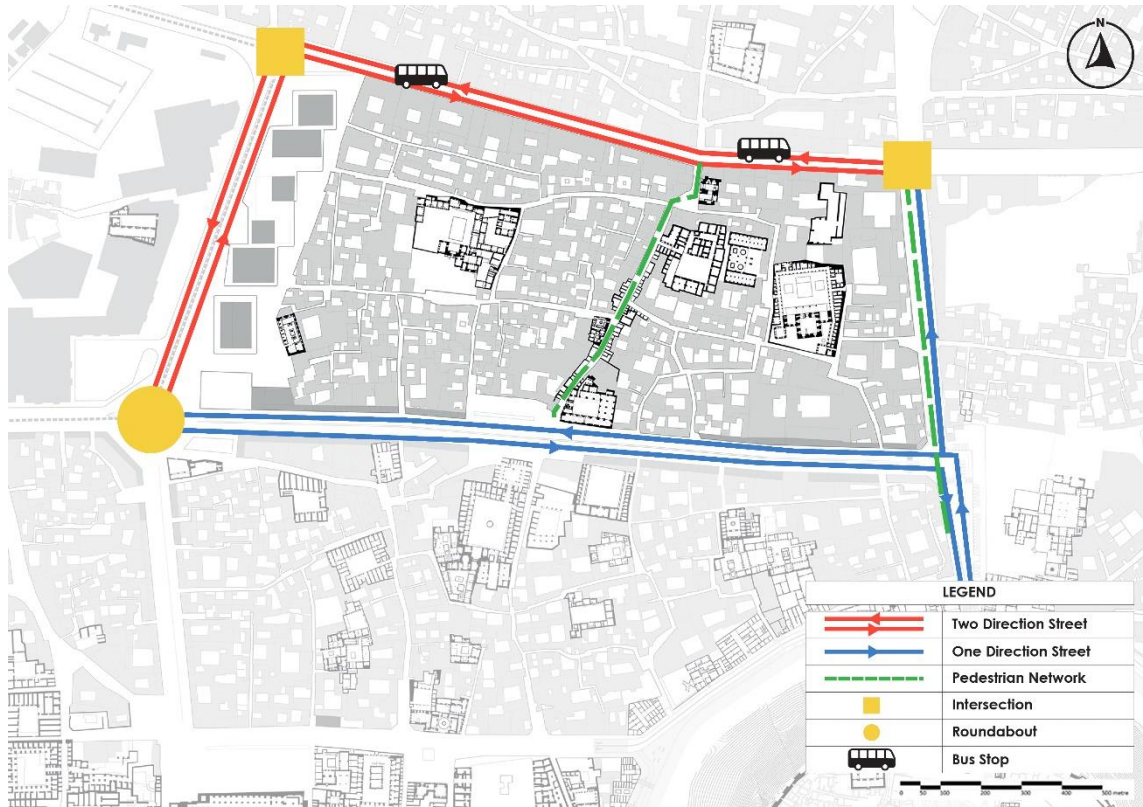 N
LEGEND
Two Direction Street
One Direction Street
Pedestrian Network
Intersection
Roundabout
Bus Stop
0 50 100 200 300 400 500 metre